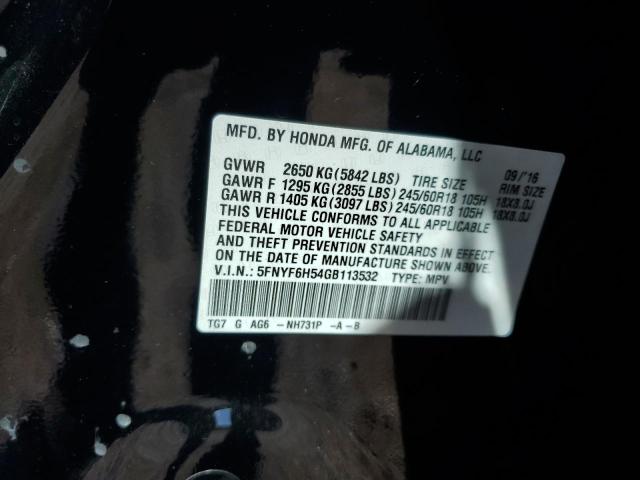 MFD. BY HONDA MFG. OF ALABAMA, LLC
GVWR 2650 KG(5842 LBS) TIRE SIZE 09/'16 RIM SIZE
GAWR F 1295 KG(2855 LBS) 245/60R18 105H 18X8.0J
GAWR R 1405 KG(3097 LBS) 245/60R18 105H 18X8.0J
THIS VEHICLE CONFORMS TO ALL APPLICABLE
FEDERAL MOTOR VEHICLE SAFETY
AND THEFT PREVENTION STANDARDS IN EFFECT
ON THE DATE OF MANUFACTURE SHOWN ABOVE.
V.I.N.: 5FNYF6H54GB113532 TYPE: MPV
TG7 G AG6 -NH731P -A-B